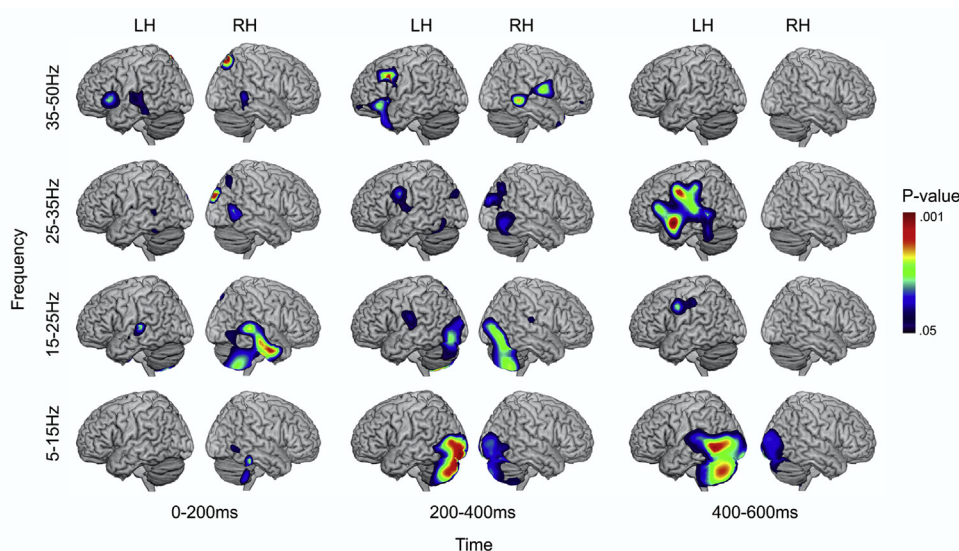 LH RH LH RH LH RH
35-50Hz
25-35Hz
15-25Hz
5-15Hz
Frequency
P-value
.001
.05
0-200ms 200-400ms 400-600ms
Time